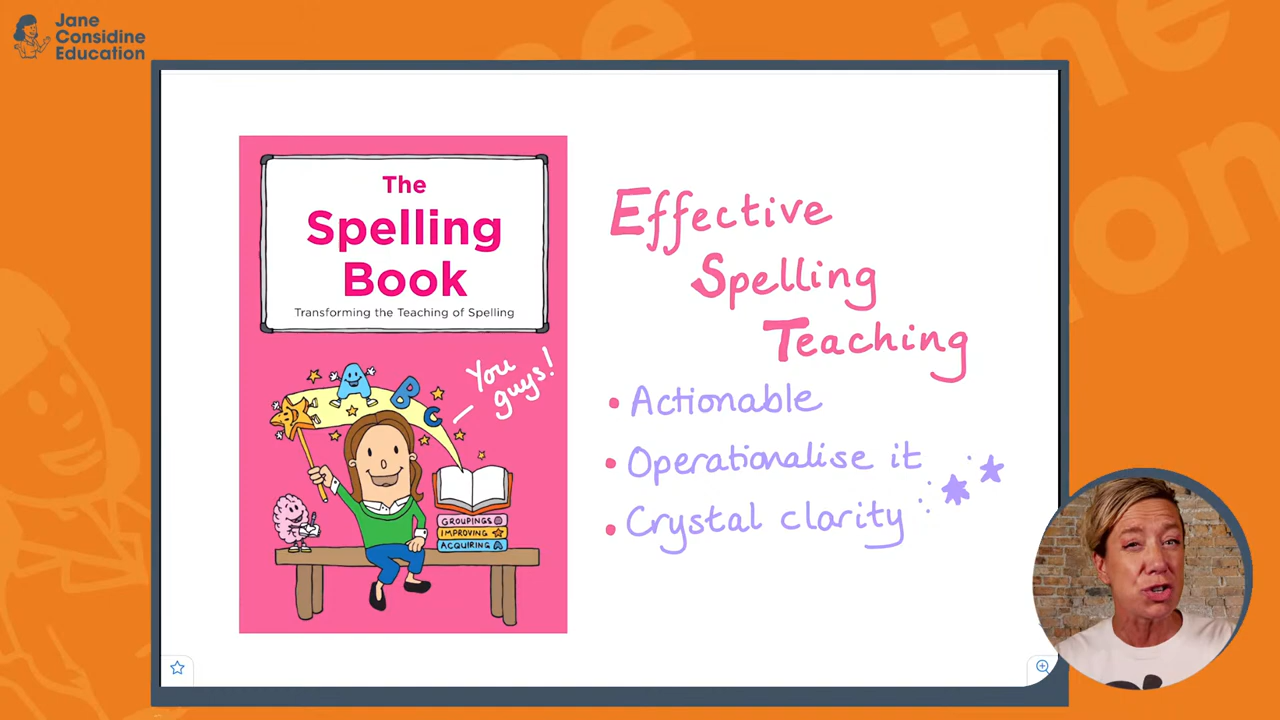 Jane
Considine
Education
The
Spelling
Book
Transforming the Teaching of Spelling
You
guys!
A
B
C
GROUPINGS
IMPROVING
ACQUIRING
Effective
Spelling
Teaching
• Actionable
• Operationalise it
• Crystal clarity